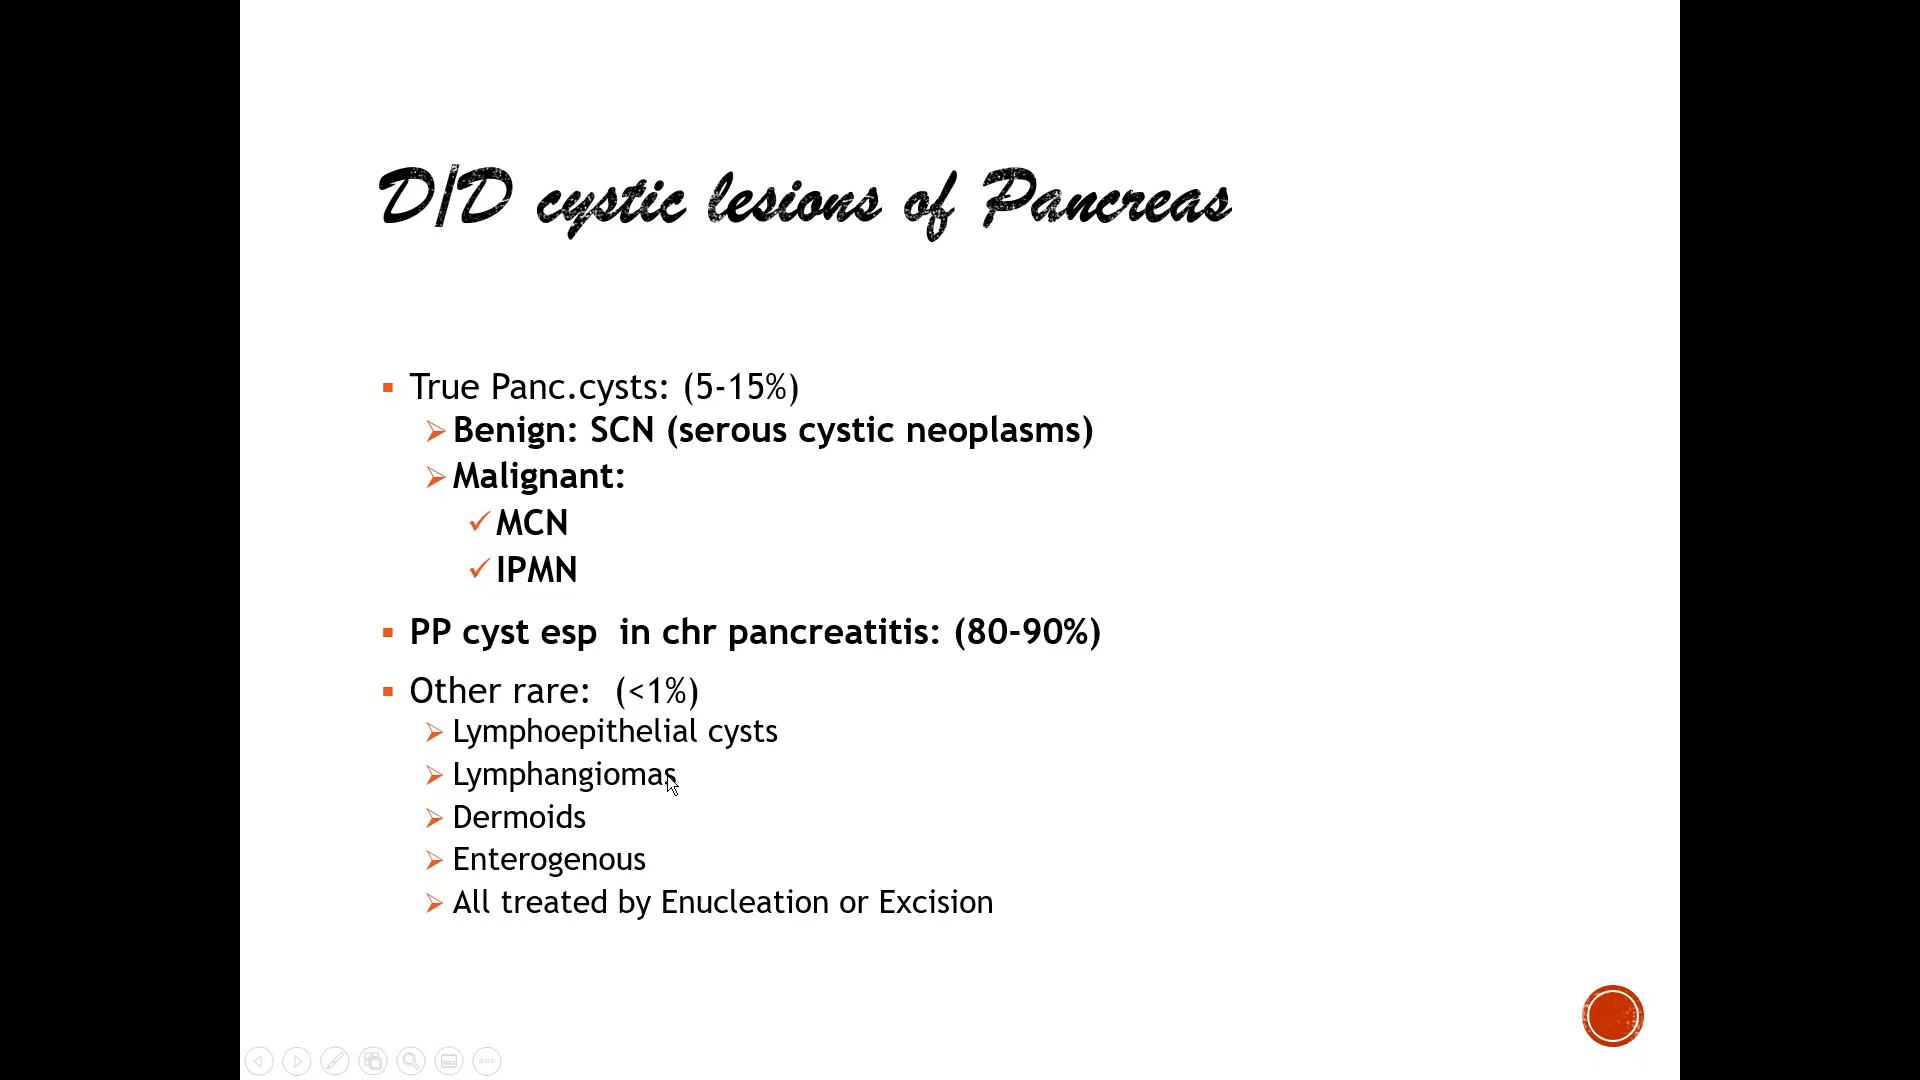 D/D cystic lesions of Pancreas
True Panc.cysts: (5-15%)
Benign: SCN (serous cystic neoplasms)
Malignant:
MCN
IPMN
PP cyst esp  in chr pancreatitis: (80-90%)
Other rare:  (<1%)
Lymphoepithelial cysts
Lymphangiomas
Dermoids
Enterogenous
All treated by Enucleation or Excision